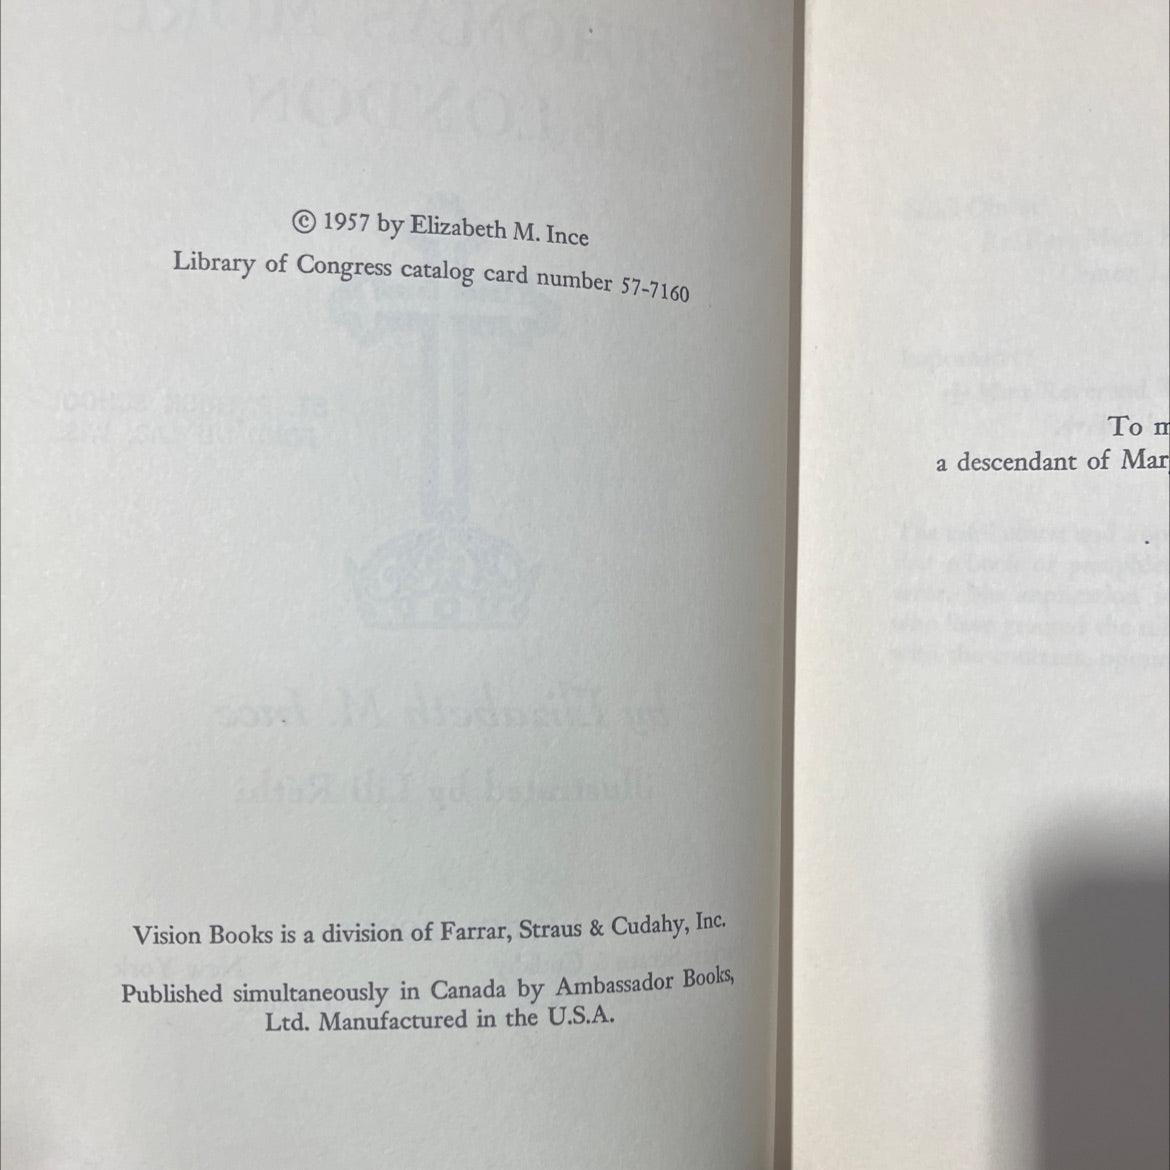 © 1957 by Elizabeth M. Ince
Library of Congress catalog card number 57-7160
Vision Books is a division of Farrar, Straus & Cudahy, Inc.
Published simultaneously in Canada by Ambassador Books,
Ltd. Manufactured in the U.S.A.
To m
a descendant of Mar